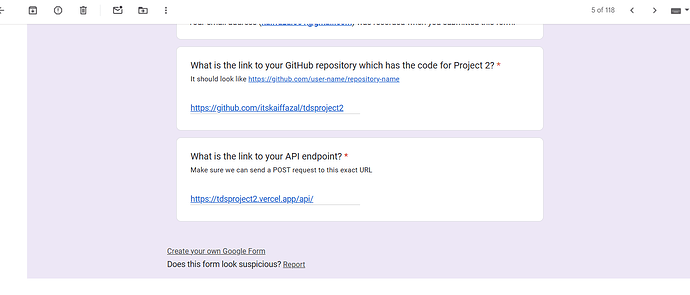 5 of 118
was recorded when you submitted this form.
What is the link to your GitHub repository which has the code for Project 2? *
It should look like https://github.com/user-name/repository-name
https://github.com/itskaiffazal/tdsproject2
What is the link to your API endpoint? *
Make sure we can send a POST request to this exact URL
https://tdsproject2.vercel.app/api/
Create your own Google Form
Does this form look suspicious? Report